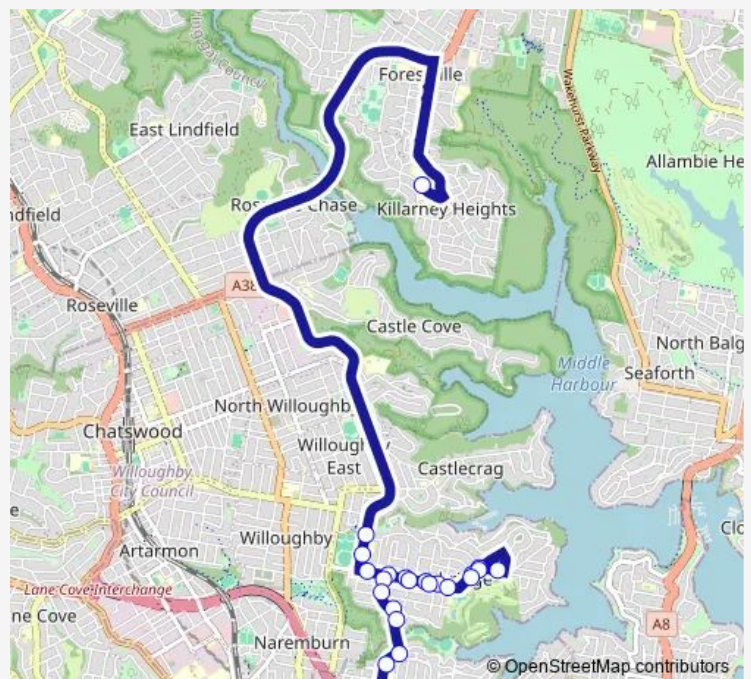 Forestville
East Lindfield
Allambie He
Wakehurst Parkway
ndfield
Killarney Heights
Chase
A38
Roseville
Castle Cove
North Balg
Middle
Harbour
Seaforth
North Willoughb
Chatswood
Willoughby
East
Castlecrag
Willoughby
City Council
e
Clo
Willoughby
Artarmon
Lane Cove Interchange
ne Cove
A8
Naremburn
© OpenStreetMap contributors